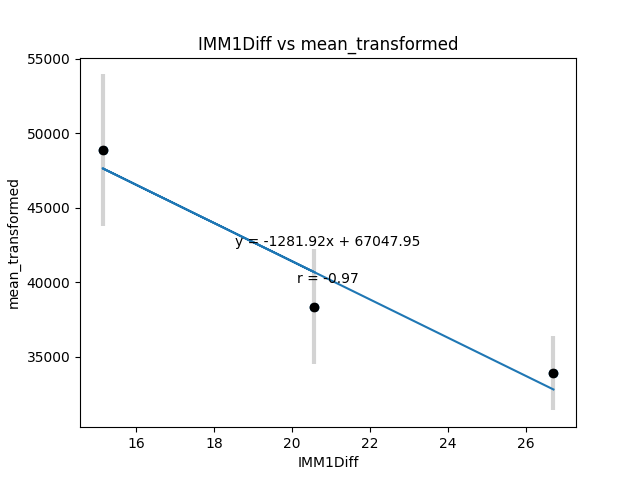 IMM1Diff vs mean_transformed
55000
50000
45000
40000
35000
mean_transformed
y = -1281.92x + 67047.95
r = -0.97
16
18
20
22
24
26
IMM1Diff